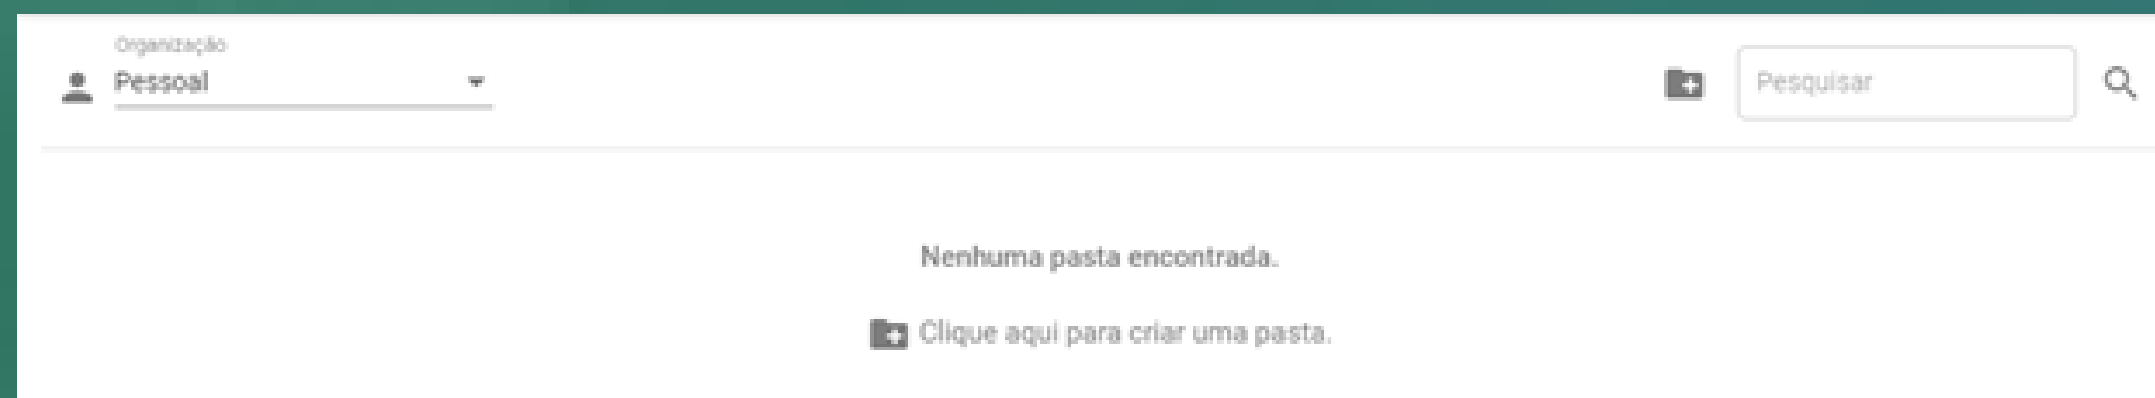 Organização
Pessoal
Pesquisar
Nenhuma pasta encontrada.
Clique aqui para criar uma pasta.